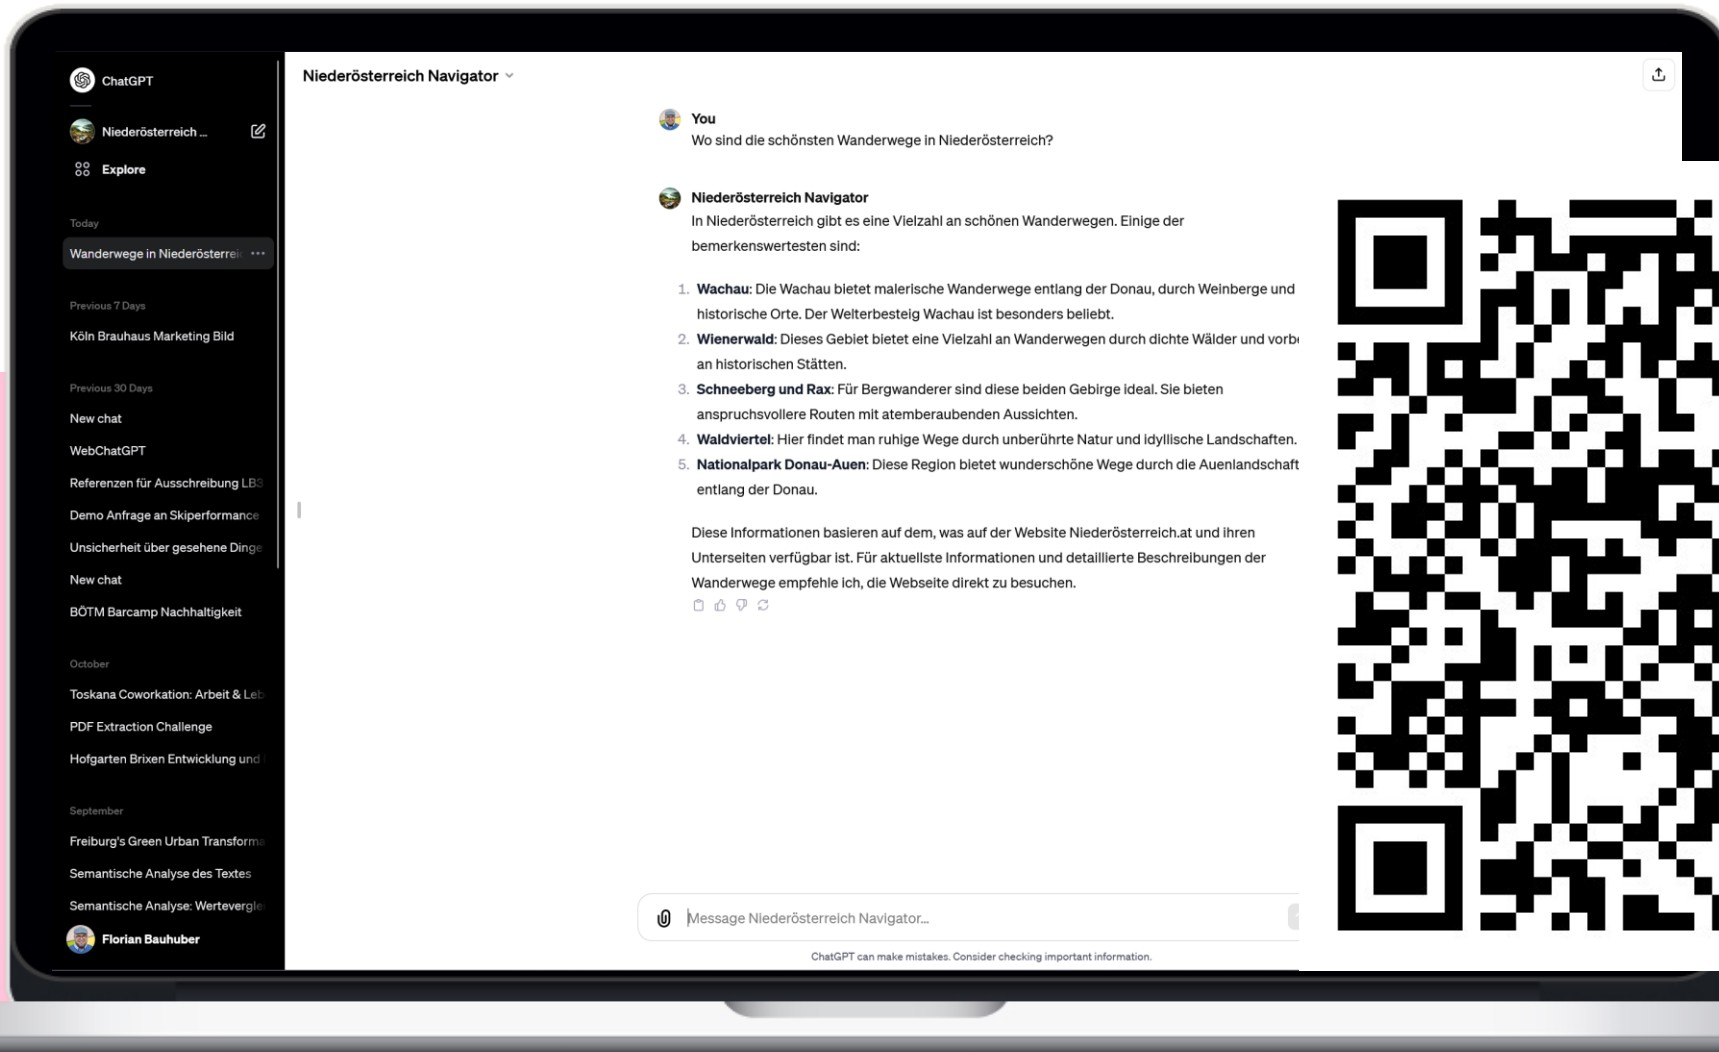 ChatGPT
Niederösterreich ...
Explore
Today
Wanderwege in Niederösterrei
Previous 7 Days
Köln Brauhaus Marketing Bild
Previous 30 Days
New chat
WebChatGPT
Referenzen für Ausschreibung LB3
Demo Anfrage an Skiperformance
Unsicherheit über gesehene Dinge
New chat
BÖTM Barcamp Nachhaltigkeit
October
Toskana Coworkation: Arbeit & Leb
PDF Extraction Challenge
Hofgarten Brixen Entwicklung und
September
Freiburg's Green Urban Transforma
Semantische Analyse des Textes
Semantische Analyse: Wertevergle
Florian Bauhuber
Niederösterreich Navigator
You
Wo sind die schönsten Wanderwege in Niederösterreich?
Niederösterreich Navigator
In Niederösterreich gibt es eine Vielzahl an schönen Wanderwegen. Einige der
bemerkenswertesten sind:
1. Wachau: Die Wachau bietet malerische Wanderwege entlang der Donau, durch Weinberge und
historische Orte. Der Welterbesteig Wachau ist besonders beliebt.
2. Wienerwald: Dieses Gebiet bietet eine Vielzahl an Wanderwegen durch dichte Wälder und vorb
an historischen Stätten.
3. Schneeberg und Rax: Für Bergwanderer sind diese beiden Gebirge ideal. Sie bieten
anspruchsvollere Routen mit atemberaubenden Aussichten.
4. Waldviertel: Hier findet man ruhige Wege durch unberührte Natur und idyllische Landschaften.
5. Nationalpark Donau-Auen: Diese Region bietet wunderschöne Wege durch die Auenlandschaft
entlang der Donau.
Diese Informationen basieren auf dem, was auf der Website Niederösterreich.at und ihren
Unterseiten verfügbar ist. Für aktuellste Informationen und detaillierte Beschreibungen der
Wanderwege empfehle ich, die Webseite direkt zu besuchen.
Message Niederösterreich Navigator...
ChatGPT can make mistakes. Consider checking important information.